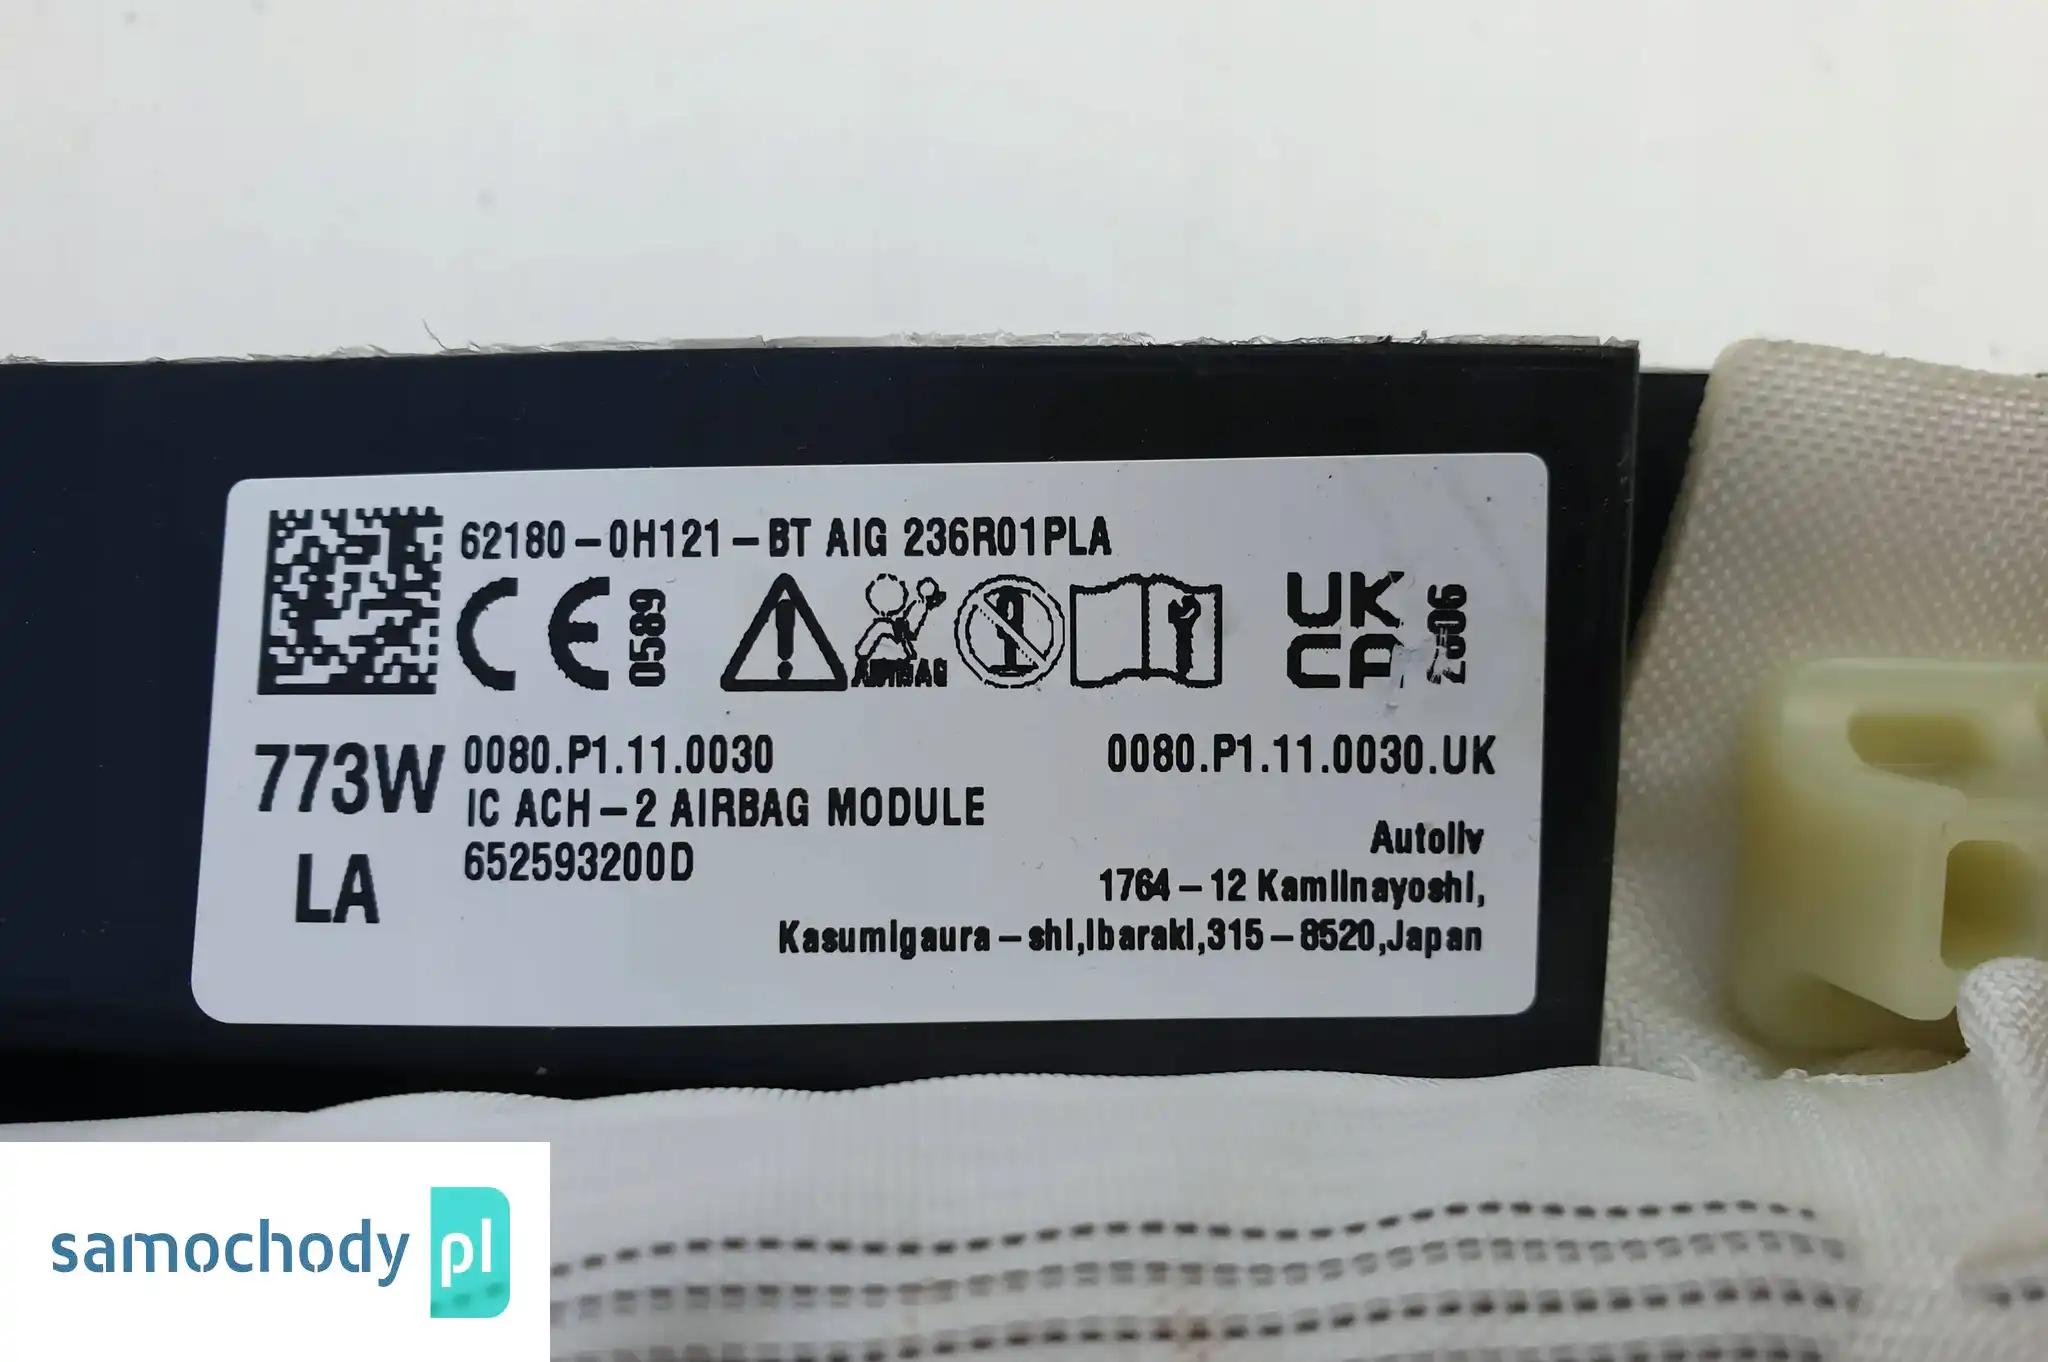 62180-0H121-BT AIG 236R01PLA
CE 0589
AIRBAG
UK
CA
773W
LA
0080.P1.11.0030
0080.P1.11.0030.UK
IC ACH-2 AIRBAG MODULE
652593200D
Autoliv
1764-12 Kamiinayoshi,
Kasumigaura-shi,Ibaraki,315-8520,Japan
samochody pl